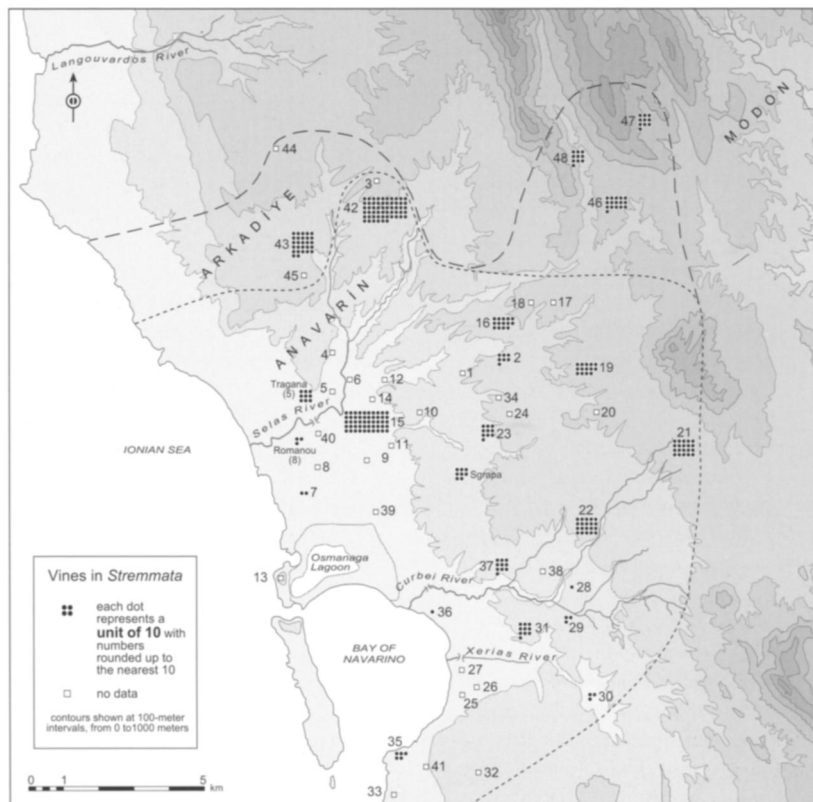 Langouvardos River
MODON
44
47
48
3
42
46
43
ARKADİYE
45
18
17
ANAVARİN
16
4
2
19
1
6
12
Tragana
(5)
5
14
34
10
24
20
Selas River
15
23
21
40
11
IONIAN SEA
Romanou
(8)
9
8
Sgrapa
7
22
39
Osmanaga
Lagoon
37
38
13
Curbei River
28
36
29
31
BAY OF
NAVARINO
Xerias River
27
26
25
30
35
41
32
33
Vines in Stremmata
each dot
represents a
unit of 10 with
numbers
rounded up to
the nearest 10
no data
contours shown at 100-meter
intervals, from 0 to1000 meters
0 1 5
km